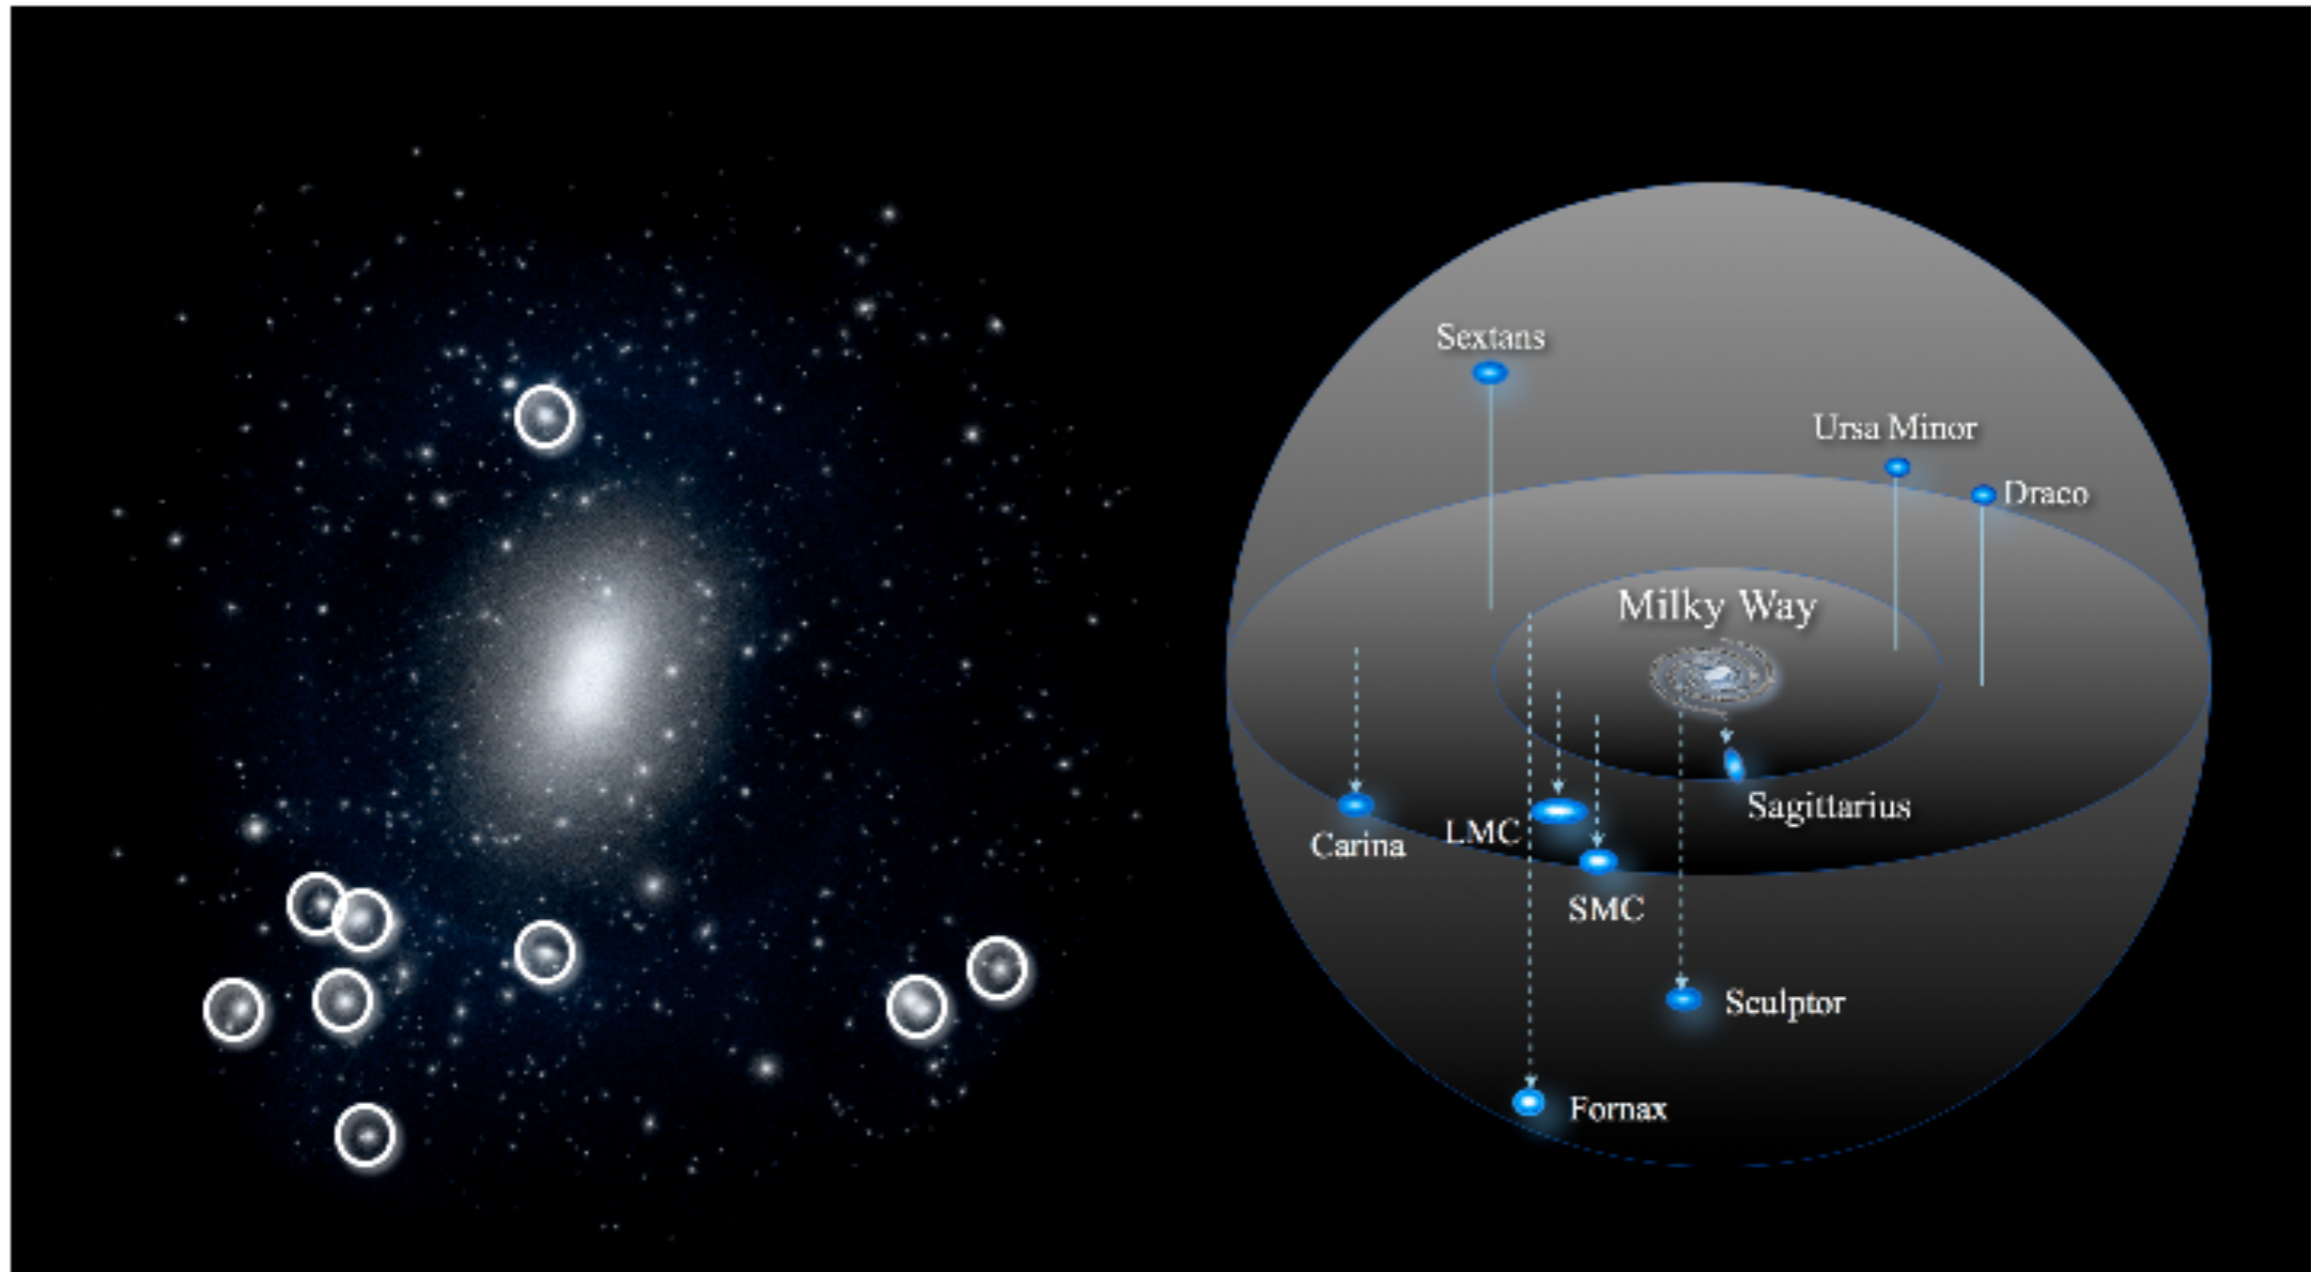 Sextans
Ursa Minor
Draco
Milky Way
Sagittarius
LMC
Carina
SMC
Sculptor
Fornax